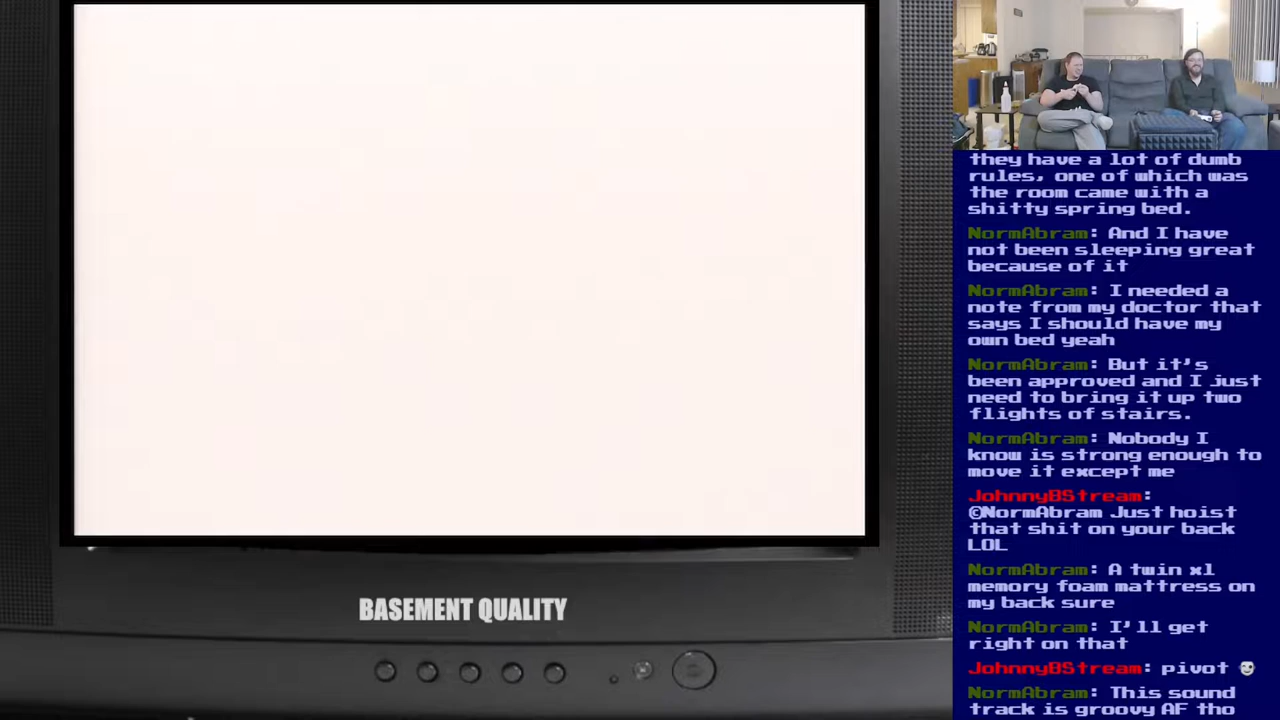 they have a lot of dumb
rules, one of which was
the room came with a
shitty spring bed.
NormAbram: And I have
not been sleeping great
because of it
NormAbram: I needed a
note from my doctor that
says I should have my
own bed yeah
NormAbram: But it's
been approved and I just
need to bring it up two
flights of stairs.
NormAbram: Nobody I
know is strong enough to
move it except me
JohnnyBStream:
@NormAbram Just hoist
that shit on your back
LOL
NormAbram: A twin xl
memory foam mattress on
my back sure
NormAbram: I'll get
right on that
JohnnyBStream: pivot
NormAbram: This sound
track is groovy AF tho
BASEMENT QUALITY